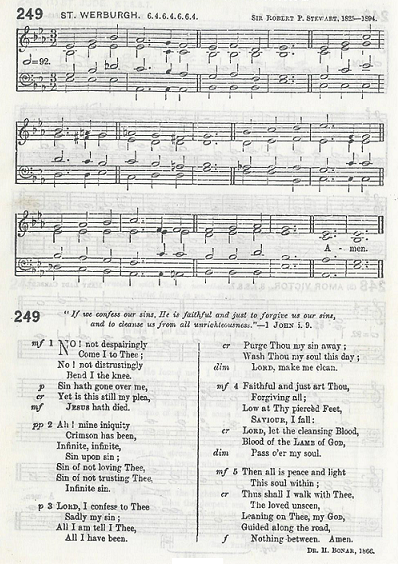 249 ST. WERBURGH. 6.4.6.4.6.6.4. SIR ROBERT P. STEWART, 1825—1894.
=92.
A - men.
249
"If we confess our sins, He is faithful and just to forgive us our sins,
and to cleanse us from all unrighteousness."—1 JOHN i. 9.
mf 1 NO! not despairingly
Come I to Thee;
No! not distrustingly
Bend I the knee.
p Sin hath gone over me,
cr Yet is this still my plea,
mf JESUS hath died.
pp 2 Ah! mine iniquity
Crimson has been,
Infinite, infinite,
Sin upon sin;
Sin of not loving Thee,
Sin of not trusting Thee,
Infinite sin.
p 3 LORD, I confess to Thee
Sadly my sin;
All I am tell I Thee,
All I have been.
cr Purge Thou my sin away;
Wash Thou my soul this day;
dim LORD, make me clean.
mf 4 Faithful and just art Thou,
Forgiving all;
Low at Thy piercèd Feet,
SAVIOUR, I fall:
cr LORD, let the cleansing Blood,
Blood of the LAMB of GOD,
dim Pass o'er my soul.
mf 5 Then all is peace and light
This soul within;
cr Thus shall I walk with Thee,
The loved unseen,
Leaning on Thee, my GOD,
Guided along the road,
f Nothing between. Amen.
DR. H. BONAR, 1866.